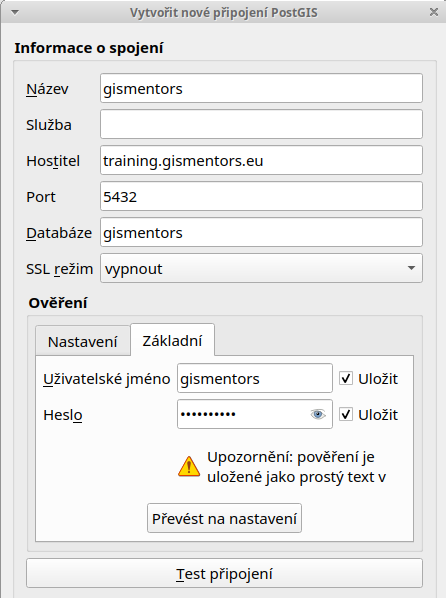 Vytvořit nové připojení PostGIS
Informace o spojení
Název gismentors
Služba
Hostitel training.gismentors.eu
Port 5432
Databáze gismentors
SSL režim vypnout
Ověření
Nastavení Základní
Uživatelské jméno gismentors Uložit
Heslo •••••••••• Uložit
Upozornění: pověření je
uložené jako prostý text v
Převést na nastavení
Test připojení